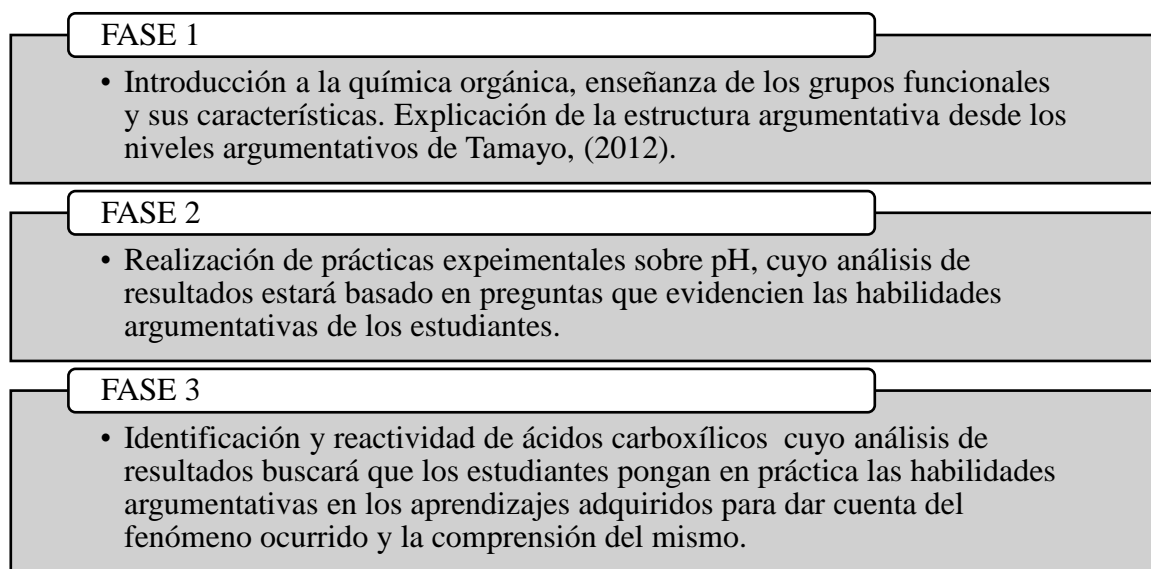 FASE 1
• Introducción a la química orgánica, enseñanza de los grupos funcionales
y sus características. Explicación de la estructura argumentativa desde los
niveles argumentativos de Tamayo, (2012).
FASE 2
• Realización de prácticas expeimentales sobre pH, cuyo análisis de
resultados estará basado en preguntas que evidencien las habilidades
argumentativas de los estudiantes.
FASE 3
• Identificación y reactividad de ácidos carboxílicos cuyo análisis de
resultados buscará que los estudiantes pongan en práctica las habilidades
argumentativas en los aprendizajes adquiridos para dar cuenta del
fenómeno ocurrido y la comprensión del mismo.